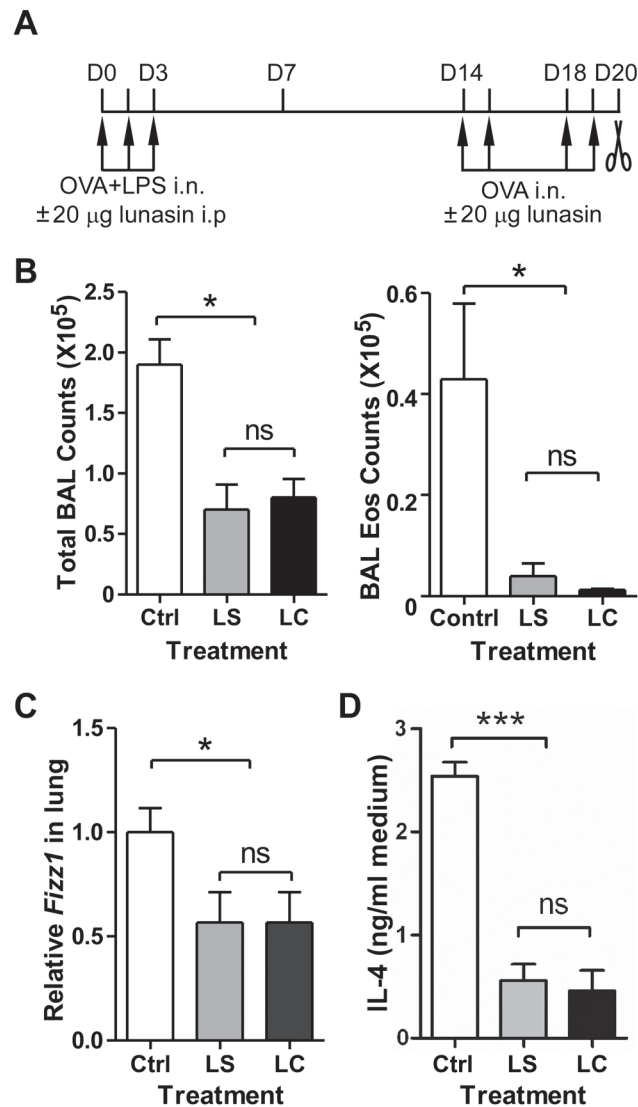 A
D0 D3 D7 D14 D18 D20
OVA+LPS i.n.
±20 µg lunasin i.p
OVA i.n.
±20 µg lunasin
B
Total BAL Counts (X10⁵)
2.5
2.0
1.5
1.0
0.5
0
*
ns
Ctrl LS LC
Treatment
BAL Eos Counts (X10⁵)
0.6
0.4
0.2
0
*
ns
Contrl LS LC
Treatment
C
Relative Fizz1 in lung
1.5
1.0
0.5
0.0
*
ns
Ctrl LS LC
Treatment
D
IL-4 (ng/ml medium)
3
2
1
0
***
ns
Ctrl LS LC
Treatment